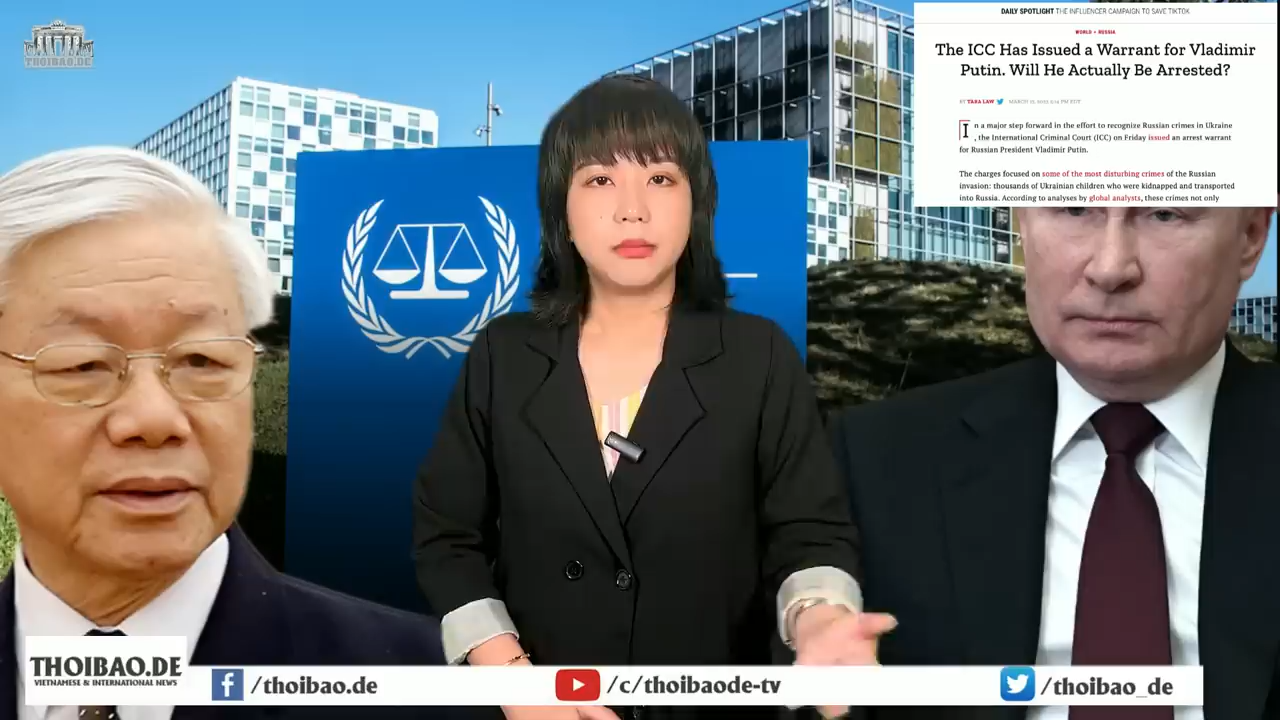 THOIBAO.DE
DAILY SPOTLIGHT THE INFLUENCER CAMPAIGN TO SAVE TIKTOK
WORLD • RUSSIA
The ICC Has Issued a Warrant for Vladimir
Putin. Will He Actually Be Arrested?
BY TARA LAW
In a major step forward in the effort to recognize Russian crimes in Ukraine
, the International Criminal Court (ICC) on Friday issued an arrest warrant
for Russian President Vladimir Putin.
The charges focused on some of the most disturbing crimes of the Russian
invasion: thousands of Ukrainian children who were kidnapped and transported
into Russia. According to analyses by global analysts, these crimes not only
THOIBAO.DE
VIETNAMESE & INTERNATIONAL NEWS
/thoibao.de
/c/thoibaode-tv
/thoibao_de